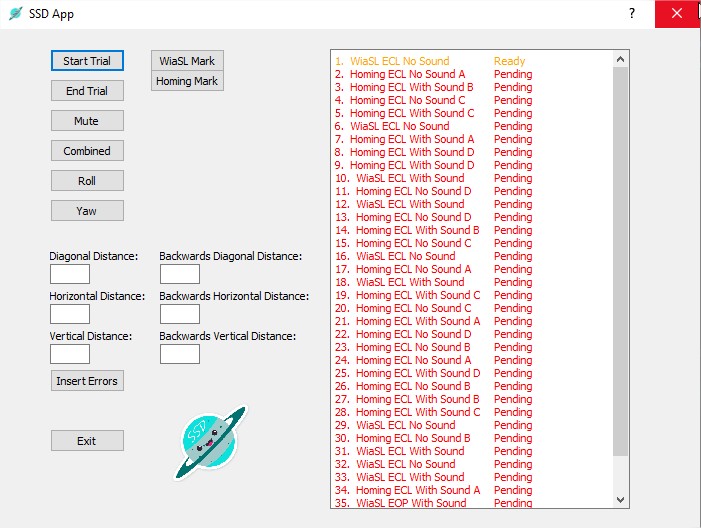 SSD App
?
Start Trial
WiaSL Mark
End Trial
Homing Mark
Mute
Combined
Roll
Yaw
Diagonal Distance:
Backwards Diagonal Distance:
Horizontal Distance:
Backwards Horizontal Distance:
Vertical Distance:
Backwards Vertical Distance:
Insert Errors
SSD
Exit
1. WiaSL ECL No Sound Ready
2. Homing ECL No Sound A Pending
3. Homing ECL With Sound B Pending
4. Homing ECL No Sound C Pending
5. Homing ECL With Sound C Pending
6. WiaSL ECL No Sound Pending
7. Homing ECL With Sound A Pending
8. Homing ECL With Sound D Pending
9. Homing ECL With Sound D Pending
10. WiaSL ECL With Sound Pending
11. Homing ECL No Sound D Pending
12. WiaSL ECL With Sound Pending
13. Homing ECL No Sound D Pending
14. Homing ECL With Sound B Pending
15. Homing ECL No Sound C Pending
16. WiaSL ECL No Sound Pending
17. Homing ECL No Sound A Pending
18. WiaSL ECL With Sound Pending
19. Homing ECL With Sound C Pending
20. Homing ECL No Sound C Pending
21. Homing ECL With Sound A Pending
22. Homing ECL No Sound D Pending
23. Homing ECL No Sound B Pending
24. Homing ECL No Sound A Pending
25. Homing ECL With Sound D Pending
26. Homing ECL No Sound B Pending
27. Homing ECL With Sound B Pending
28. Homing ECL With Sound C Pending
29. WiaSL ECL No Sound Pending
30. Homing ECL No Sound B Pending
31. WiaSL ECL With Sound Pending
32. WiaSL ECL No Sound Pending
33. WiaSL ECL With Sound Pending
34. Homing ECL With Sound A Pending
35. WiaSL EOP With Sound Pending